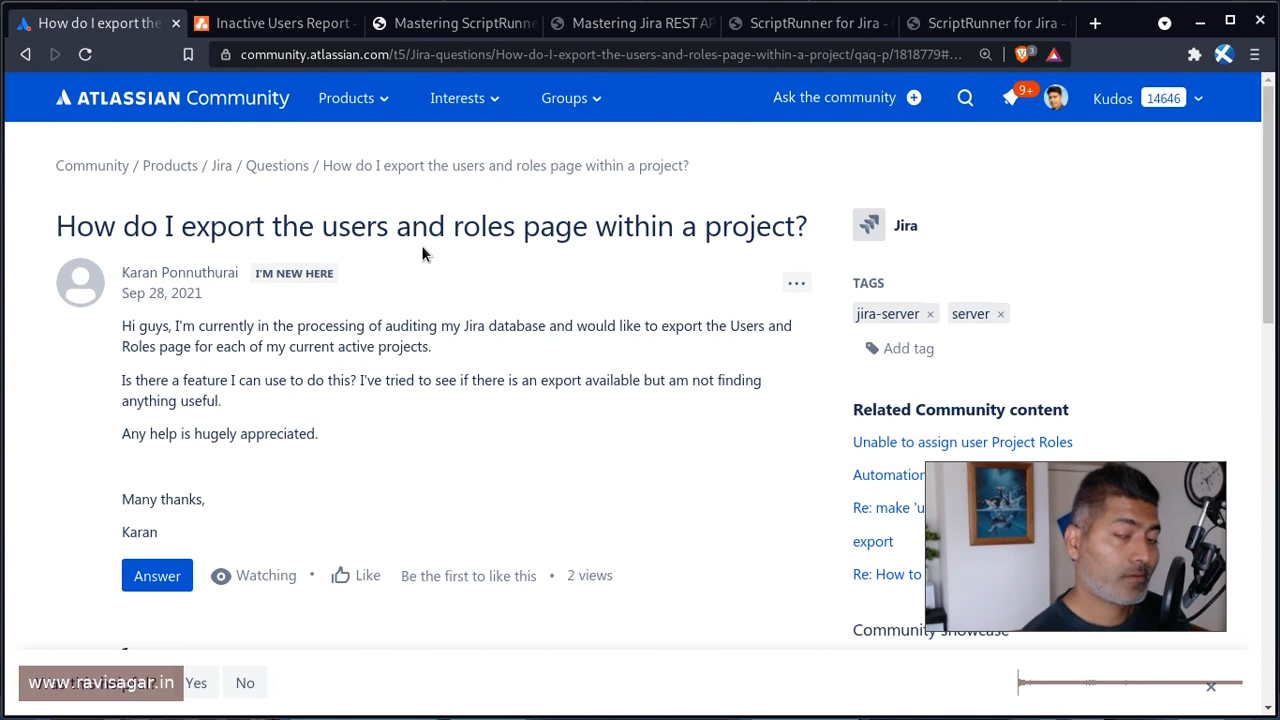 How do I export the
Inactive Users Report -
Mastering ScriptRunne
Mastering Jira REST AP
ScriptRunner for Jira -
ScriptRunner for Jira -
community.atlassian.com/t5/Jira-questions/How-do-I-export-the-users-and-roles-page-within-a-project/qaq-p/1818779#...
3
ATLASSIAN Community
Products
Interests
Groups
Ask the community
9+
Kudos 14646
Community / Products / Jira / Questions / How do I export the users and roles page within a project?
How do I export the users and roles page within a project?
Karan Ponnuthurai I'M NEW HERE
Sep 28, 2021
Hi guys, I'm currently in the processing of auditing my Jira database and would like to export the Users and
Roles page for each of my current active projects.
Is there a feature I can use to do this? I've tried to see if there is an export available but am not finding
anything useful.
Any help is hugely appreciated.
Many thanks,
Karan
Answer
Watching • Like Be the first to like this • 2 views
Jira
TAGS
jira-server ×
server ×
Add tag
Related Community content
Unable to assign user Project Roles
Automation
Re: make 'u
export
Re: How to
Community showcase
www.ravisagar.in
Yes
No